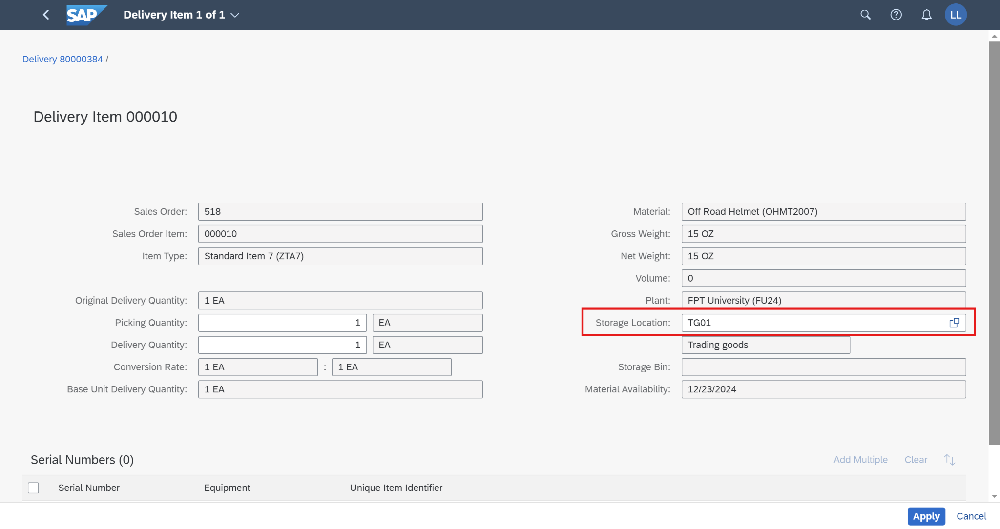 SAP Delivery Item 1 of 1 LL
Delivery 80000384 /
Delivery Item 000010
Sales Order: 518
Sales Order Item: 000010
Item Type: Standard Item 7 (ZTA7)
Original Delivery Quantity: 1 EA
Picking Quantity: 1 EA
Delivery Quantity: 1 EA
Conversion Rate: 1 EA : 1 EA
Base Unit Delivery Quantity: 1 EA
Material: Off Road Helmet (OHMT2007)
Gross Weight: 15 OZ
Net Weight: 15 OZ
Volume: 0
Plant: FPT University (FU24)
Storage Location: TG01
Trading goods
Storage Bin:
Material Availability: 12/23/2024
Serial Numbers (0) Add Multiple Clear
Serial Number Equipment Unique Item Identifier
Apply Cancel